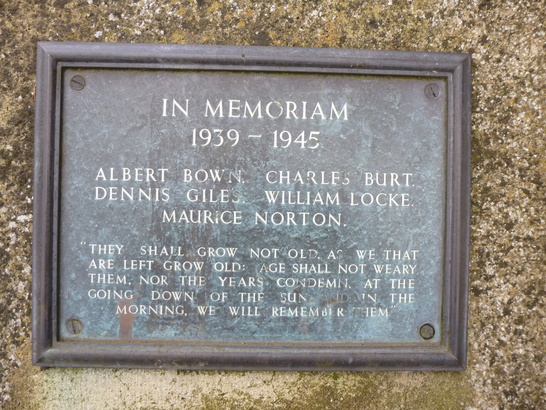 IN MEMORIAM
1939 - 1945
ALBERT BOWN. CHARLES BURT.
DENNIS GILES. WILLIAM LOCKE.
MAURICE NORTON.
"THEY SHALL GROW NOT OLD, AS WE THAT
ARE LEFT GROW OLD: AGE SHALL NOT WEARY
THEM, NOR THE YEARS CONDEMN. AT THE
GOING DOWN OF THE SUN AND IN THE
MORNING, WE WILL REMEMBER THEM"